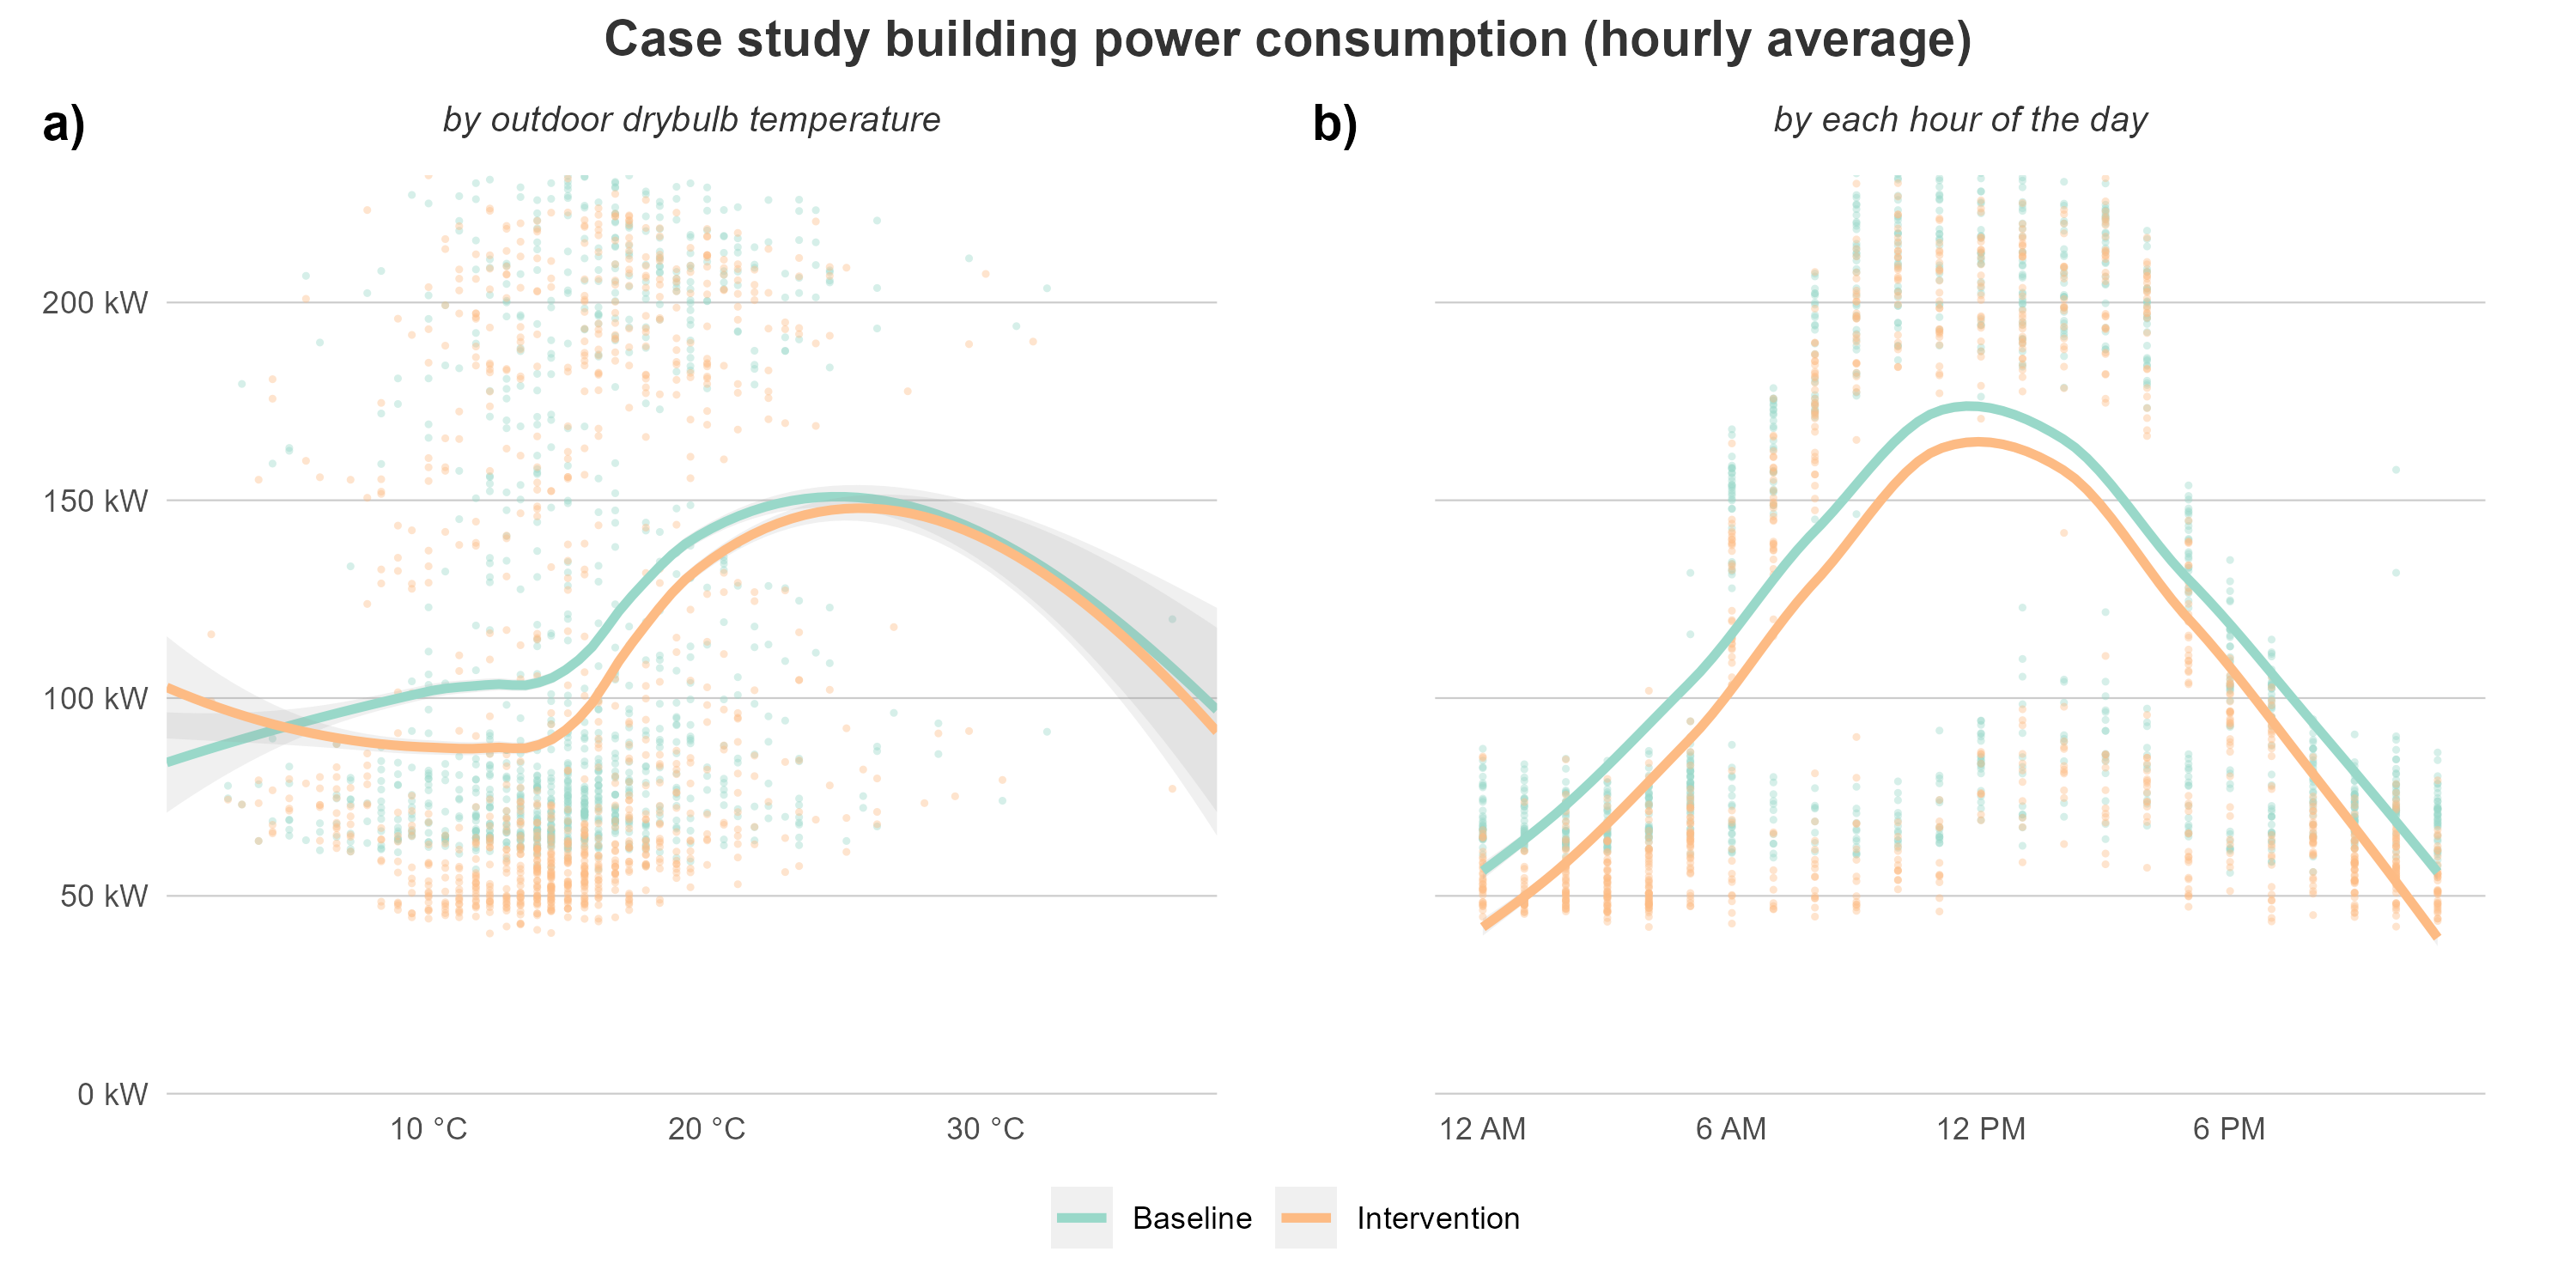 Case study building power consumption (hourly average)
a)
by outdoor drybulb temperature
b)
by each hour of the day
200 kW
150 kW
100 kW
50 kW
0 kW
10 °C
20 °C
30 °C
12 AM
6 AM
12 PM
6 PM
Baseline
Intervention